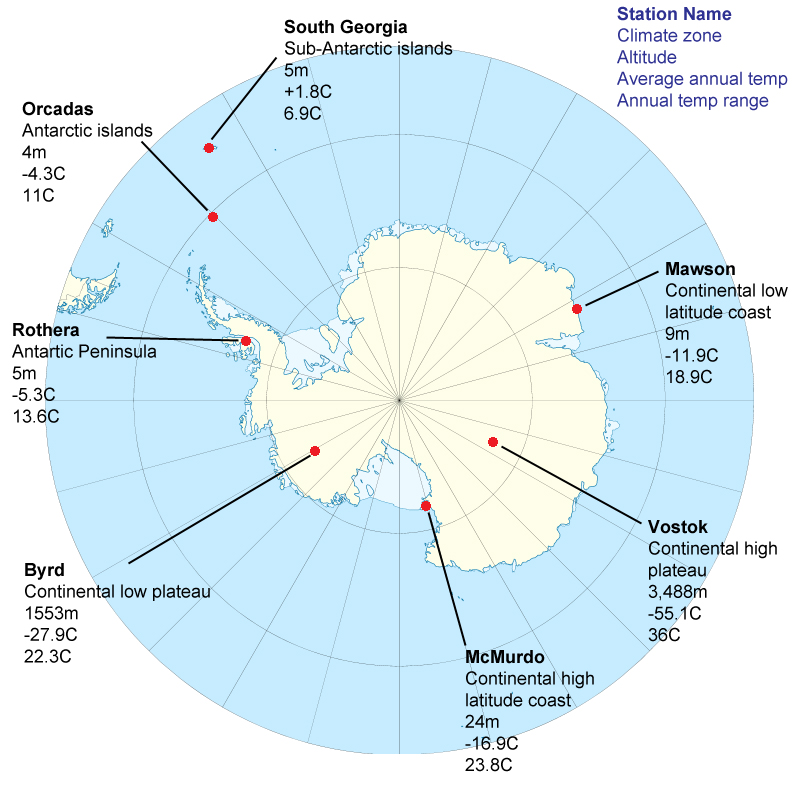 Station Name
Climate zone
Altitude
Average annual temp
Annual temp range
South Georgia
Sub-Antarctic islands
5m
+1.8C
6.9C
Orcadas
Antarctic islands
4m
-4.3C
11C
Mawson
Continental low
latitude coast
9m
-11.9C
18.9C
Rothera
Antartic Peninsula
5m
-5.3C
13.6C
Vostok
Continental high
plateau
3,488m
-55.1C
36C
Byrd
Continental low plateau
1553m
-27.9C
22.3C
McMurdo
Continental high
latitude coast
24m
-16.9C
23.8C